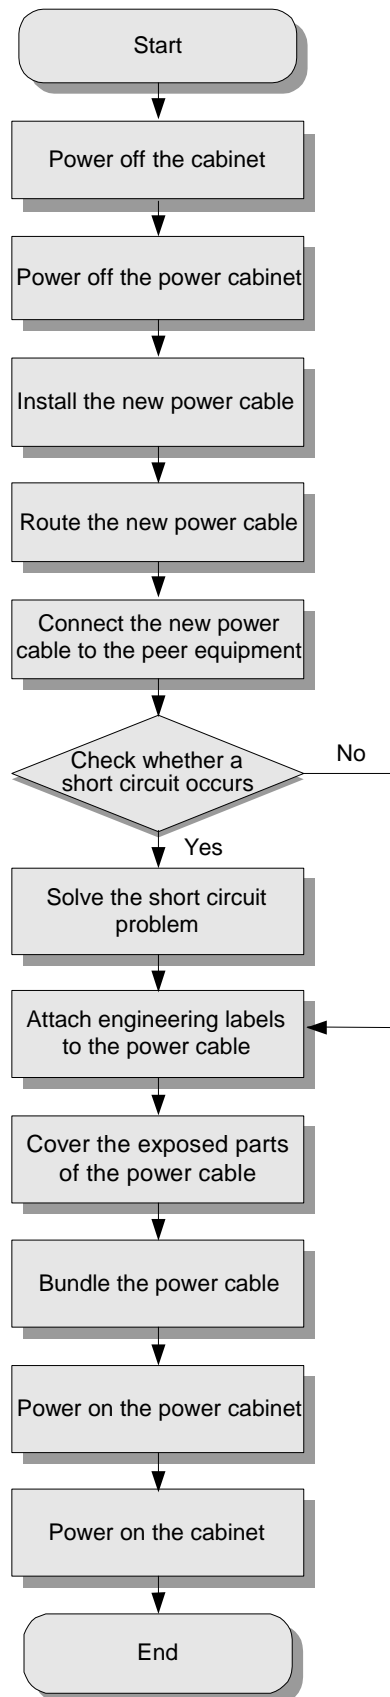 Start
Power off the cabinet
Power off the power cabinet
Install the new power cable
Route the new power cable
Connect the new power
cable to the peer equipment
Check whether a
short circuit occurs
No
Yes
Solve the short circuit
problem
Attach engineering labels
to the power cable
Cover the exposed parts
of the power cable
Bundle the power cable
Power on the power cabinet
Power on the cabinet
End